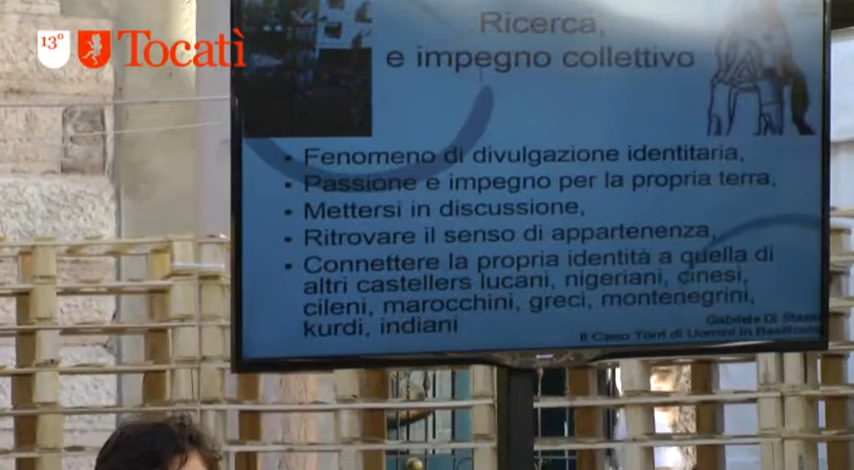 13°
Tocatì
Ricerca,
e impegno collettivo
• Fenomeno di divulgazione identitaria,
• Passione e impegno per la propria terra,
• Mettersi in discussione,
• Ritrovare il senso di appartenenza,
• Connettere la propria identità a quella di
altri castellers lucani, nigeriani, cinesi,
cileni, marocchini, greci, montenegrini,
kurdi, indiani
Gabriele Di Stasio
Il Caso Torri di Uomini in Basilicata